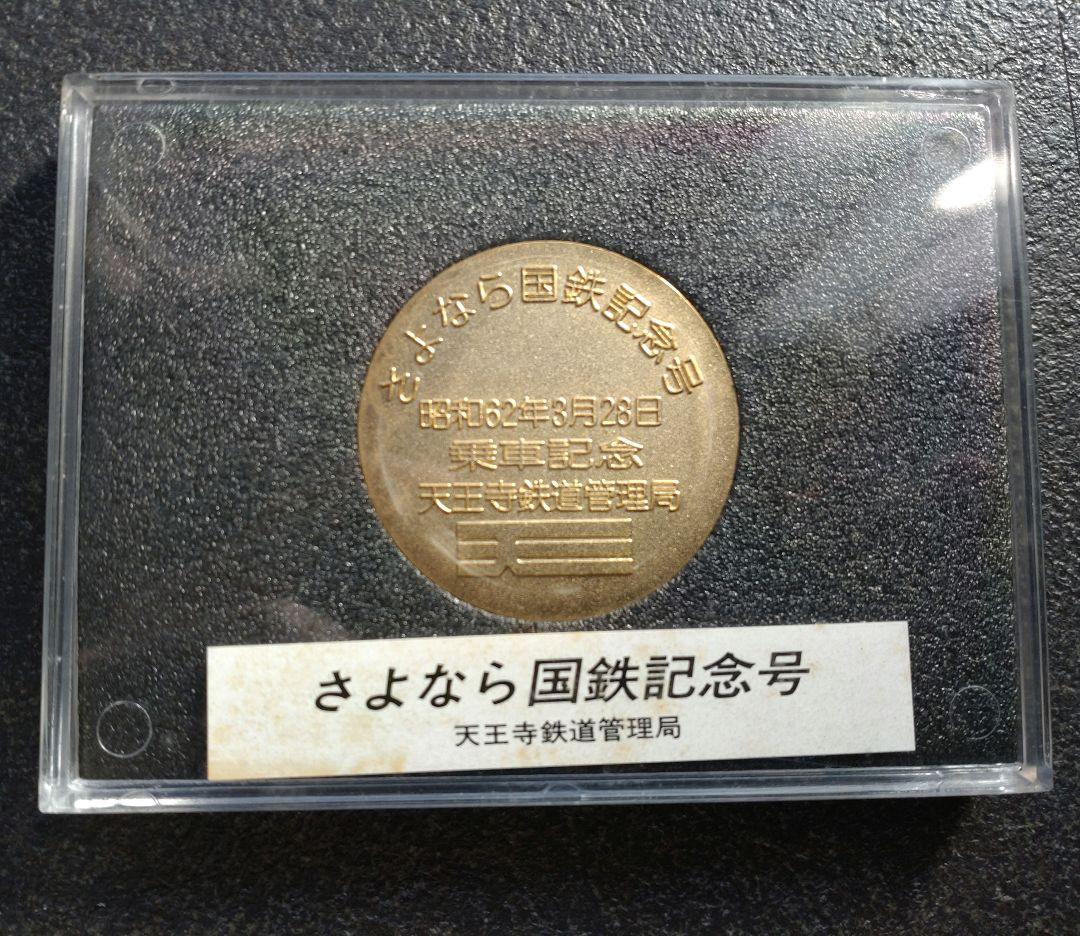 さよなら国鉄記念号
昭和62年3月28日
乗車記念
天王寺鉄道管理局
さよなら国鉄記念号
天王寺鉄道管理局